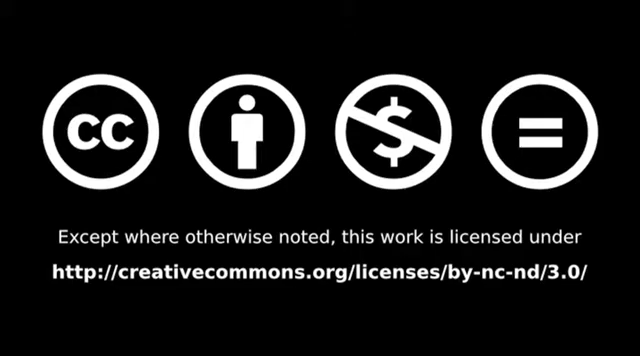 cc
$
=
Except where otherwise noted, this work is licensed under
http://creativecommons.org/licenses/by-nc-nd/3.0/